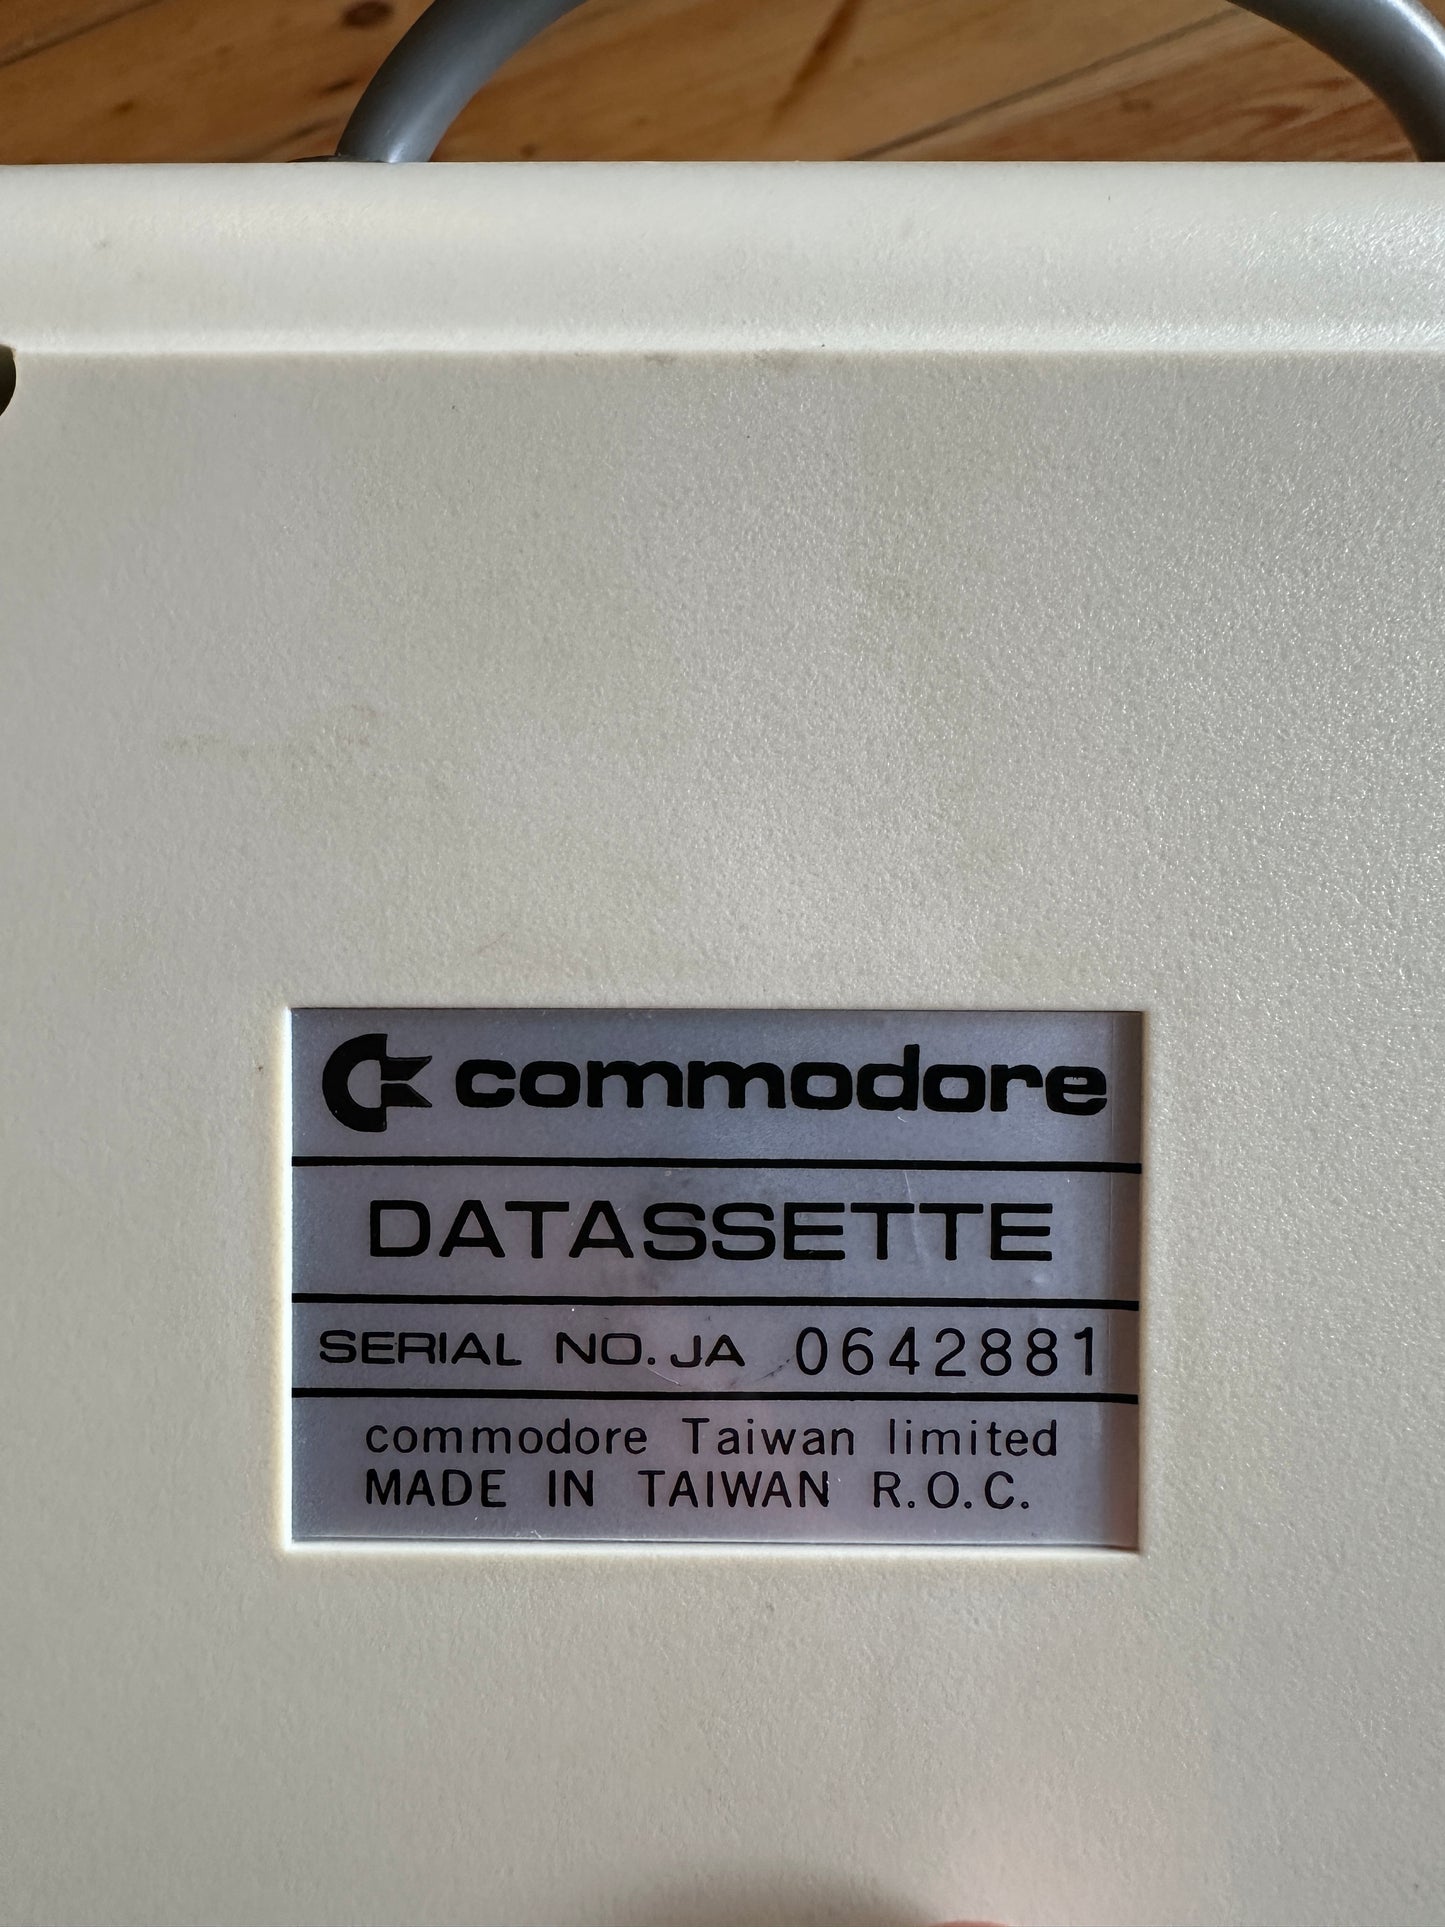 commodore
DATASSETTE
SERIAL NO. JA 0642881
commodore Taiwan limited
MADE IN TAIWAN R.O.C.